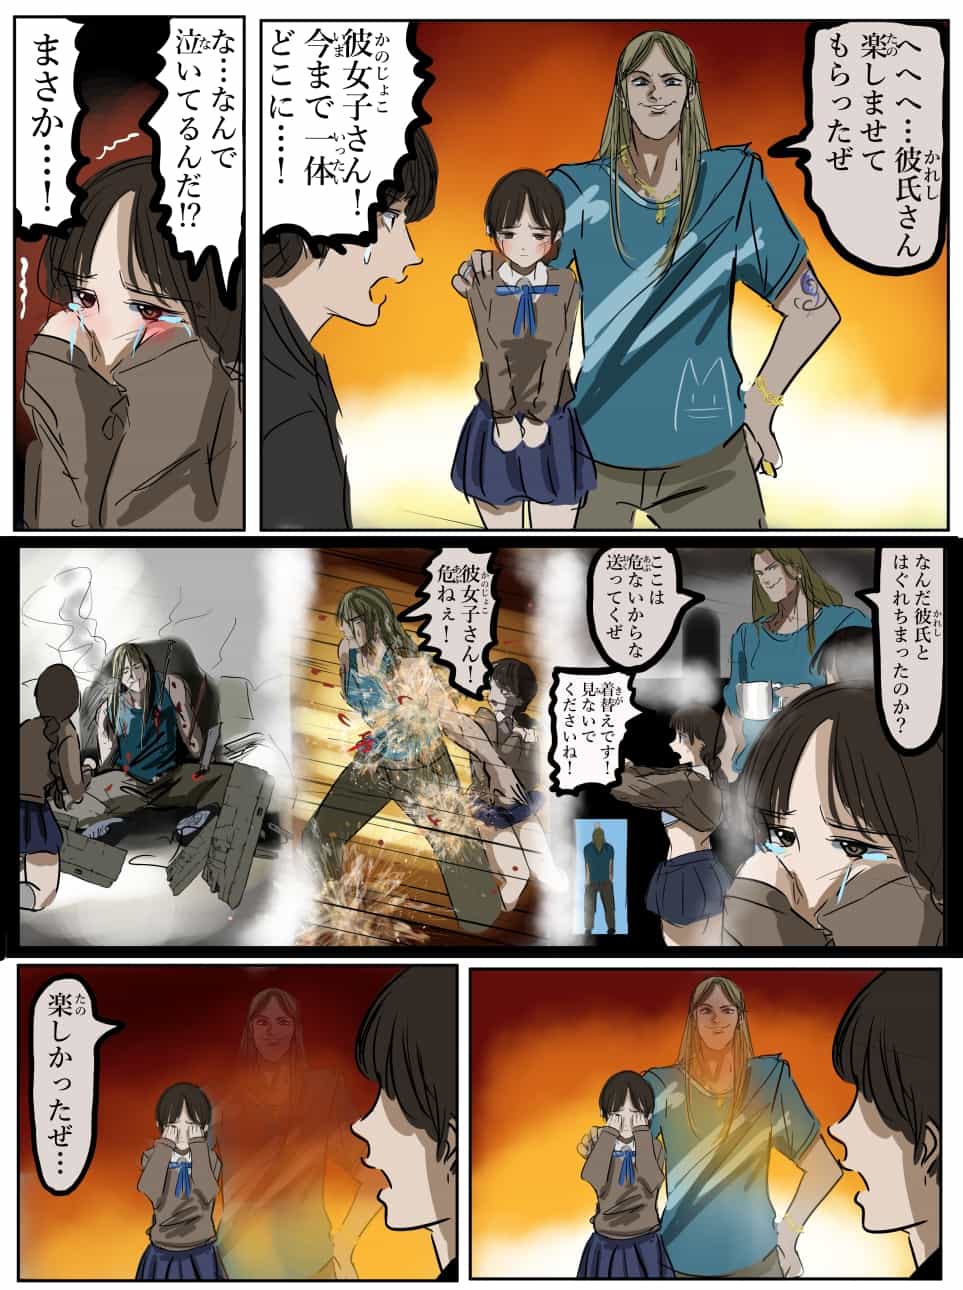 へへへ…彼氏さん
楽しませて
もらったぜ
彼女子さん！
今まで一体
どこに……！
な…なんで
泣いてるんだ!?
まさか……！
なんだ彼氏と
はぐれちまったのか？
ここは
危ないからな
送ってくぜ
着替えです！
見ないで
くださいね！
彼女子さん！
危ねぇ！
楽しかったぜ…